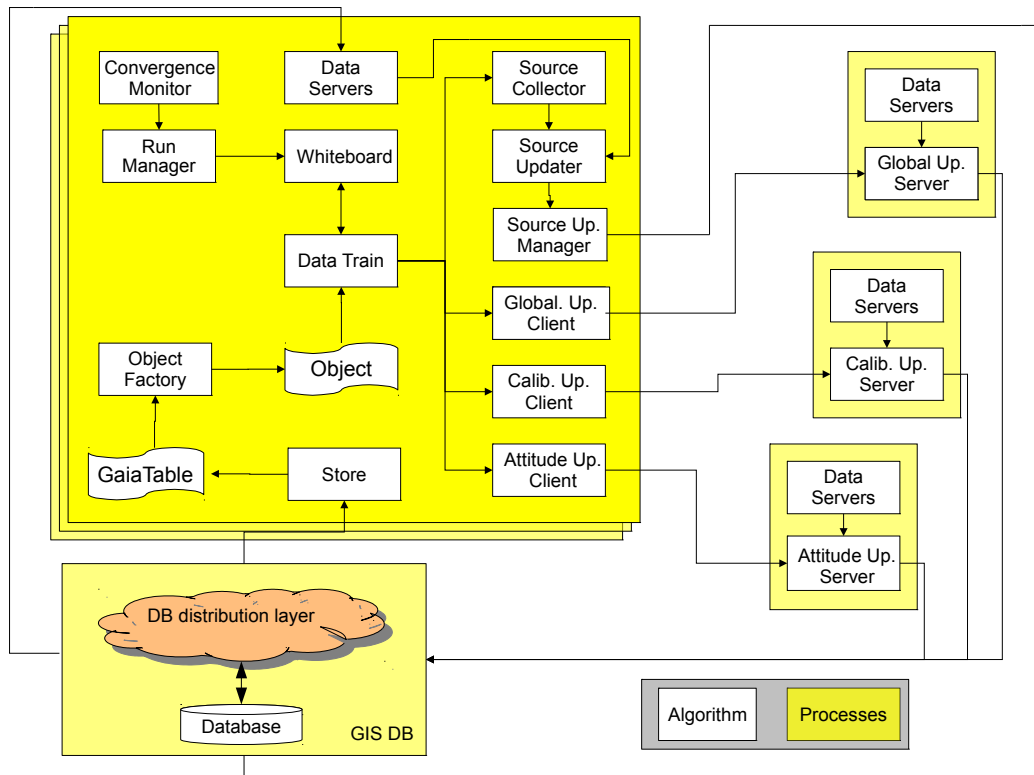 Convergence
Monitor
Data
Servers
Source
Collector
Run
Manager
Whiteboard
Source
Updater
Source Up.
Manager
Data Train
Global. Up.
Client
Object
Factory
Object
Calib. Up.
Client
GaiaTable
Store
Attitude Up.
Client
Data
Servers
Global Up.
Server
Data
Servers
Calib. Up.
Server
Data
Servers
Attitude Up.
Server
DB distribution layer
Database
GIS DB
Algorithm
Processes